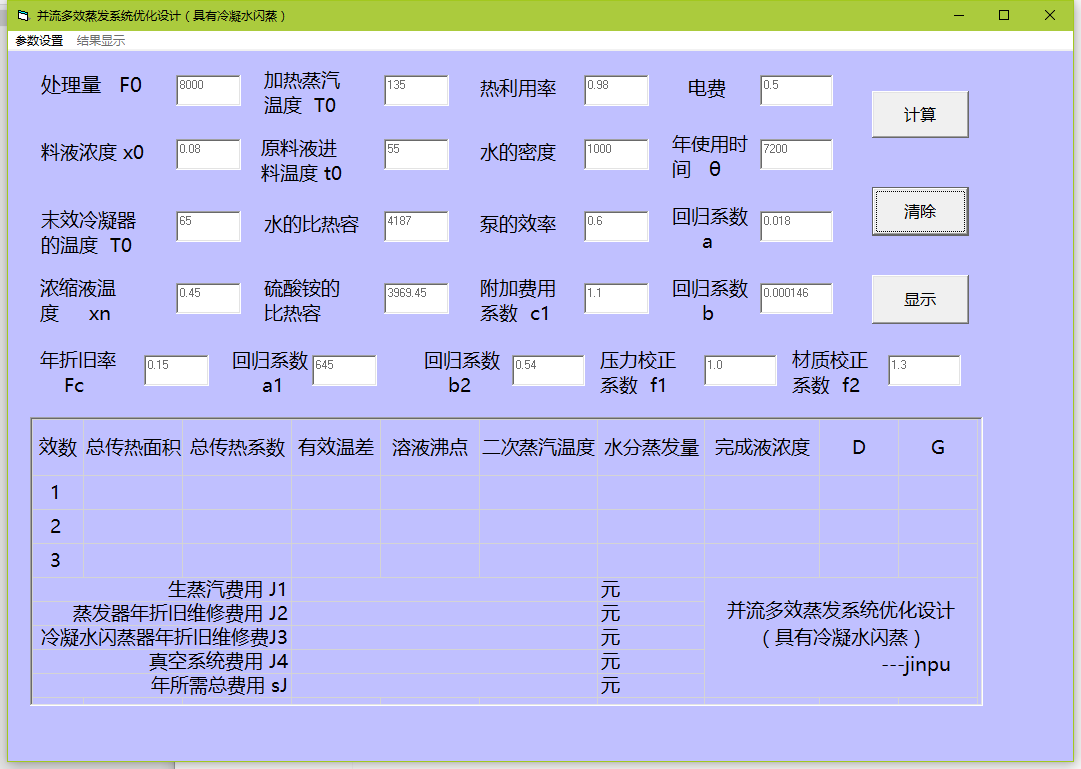 并流多效蒸发系统优化设计（具有冷凝水闪蒸）
参数设置 结果显示
处理量 F0 8000 加热蒸汽温度 T0 135 热利用率 0.98 电费 0.5 计算
料液浓度 x0 0.08 原料液进料温度 t0 55 水的密度 1000 年使用时间 θ 7200
末效冷凝器的温度 T0 65 水的比热容 4187 泵的效率 0.6 回归系数 a 0.018 清除
浓缩液温度 xn 0.45 硫酸铵的比热容 3969.45 附加费用系数 c1 1.1 回归系数 b 0.000146 显示
年折旧率 Fc 0.15 回归系数 a1 645 回归系数 b2 0.54 压力校正系数 f1 1.0 材质校正系数 f2 1.3
效数 总传热面积 总传热系数 有效温差 溶液沸点 二次蒸汽温度 水分蒸发量 完成液浓度 D G
1
2
3
生蒸汽费用 J1 元
蒸发器年折旧维修费用 J2 元
冷凝水闪蒸器年折旧维修费J3 元
真空系统费用 J4 元
年所需总费用 sJ 元
并流多效蒸发系统优化设计
（具有冷凝水闪蒸）
---jinpu